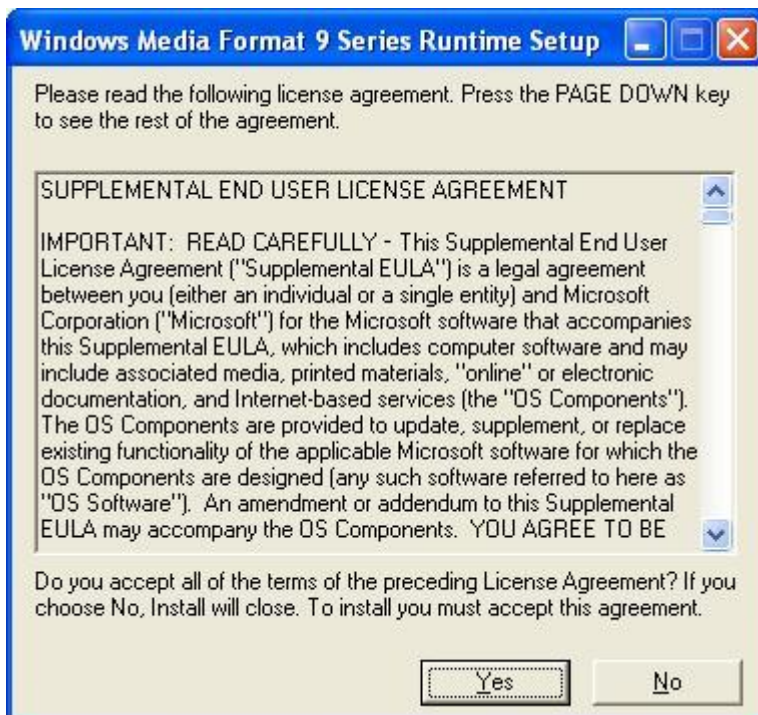 Windows Media Format 9 Series Runtime Setup
Please read the following license agreement. Press the PAGE DOWN key
to see the rest of the agreement.
SUPPLEMENTAL END USER LICENSE AGREEMENT
IMPORTANT:  READ CAREFULLY - This Supplemental End User
License Agreement ("Supplemental EULA") is a legal agreement
between you (either an individual or a single entity) and Microsoft
Corporation ("Microsoft") for the Microsoft software that accompanies
this Supplemental EULA, which includes computer software and may
include associated media, printed materials, "online" or electronic
documentation, and Internet-based services (the "OS Components").
The OS Components are provided to update, supplement, or replace
existing functionality of the applicable Microsoft software for which the
OS Components are designed (any such software referred to here as
"OS Software").  An amendment or addendum to this Supplemental
EULA may accompany the OS Components.  YOU AGREE TO BE
Do you accept all of the terms of the preceding License Agreement? If you
choose No, Install will close. To install you must accept this agreement.
Yes
No